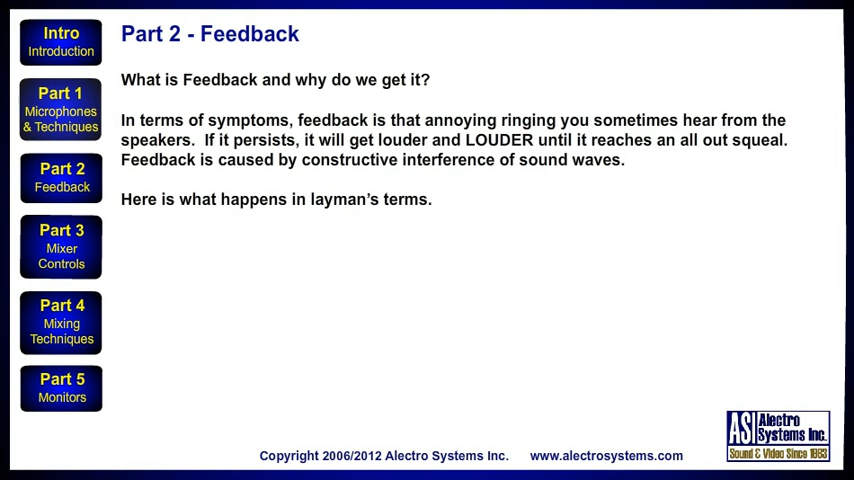 Intro
Introduction
Part 1
Microphones
& Techniques
Part 2
Feedback
Part 3
Mixer
Controls
Part 4
Mixing
Techniques
Part 5
Monitors
Part 2 - Feedback
What is Feedback and why do we get it?
In terms of symptoms, feedback is that annoying ringing you sometimes hear from the
speakers.  If it persists, it will get louder and LOUDER until it reaches an all out squeal.
Feedback is caused by constructive interference of sound waves.
Here is what happens in layman's terms.
ASI Alectro
Systems Inc.
Sound & Video Since 1983
Copyright 2006/2012 Alectro Systems Inc.     www.alectrosystems.com